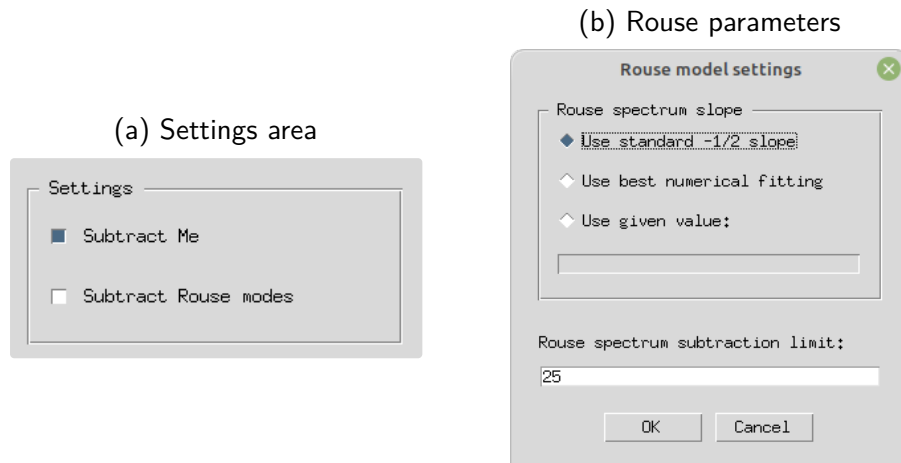 (a) Settings area
Settings
Subtract Me
Subtract Rouse modes
(b) Rouse parameters
Rouse model settings
Rouse spectrum slope
Use standard -1/2 slope
Use best numerical fitting
Use given value:
Rouse spectrum subtraction limit:
25
OK Cancel